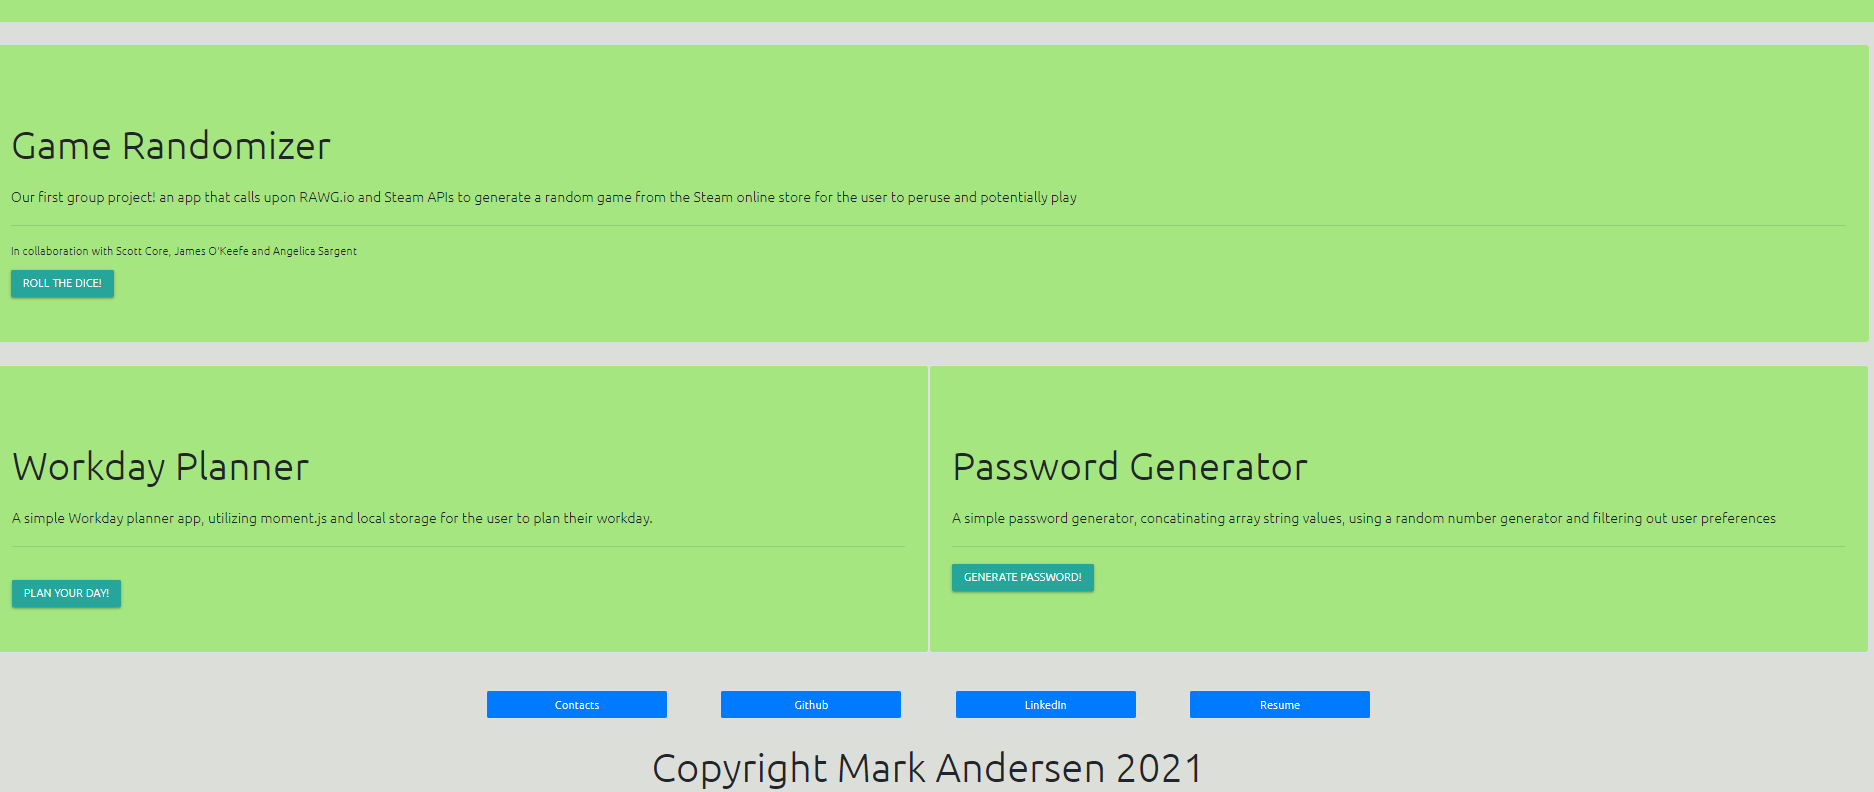 Game Randomizer
Our first group project! an app that calls upon RAWG.io and Steam APIs to generate a random game from the Steam online store for the user to peruse and potentially play
In collaboration with Scott Core, James O'Keefe and Angelica Sargent
ROLL THE DICE!
Workday Planner
A simple Workday planner app, utilizing moment.js and local storage for the user to plan their workday.
PLAN YOUR DAY!
Password Generator
A simple password generator, concatinating array string values, using a random number generator and filtering out user preferences
GENERATE PASSWORD!
Contacts
Github
LinkedIn
Resume
Copyright Mark Andersen 2021